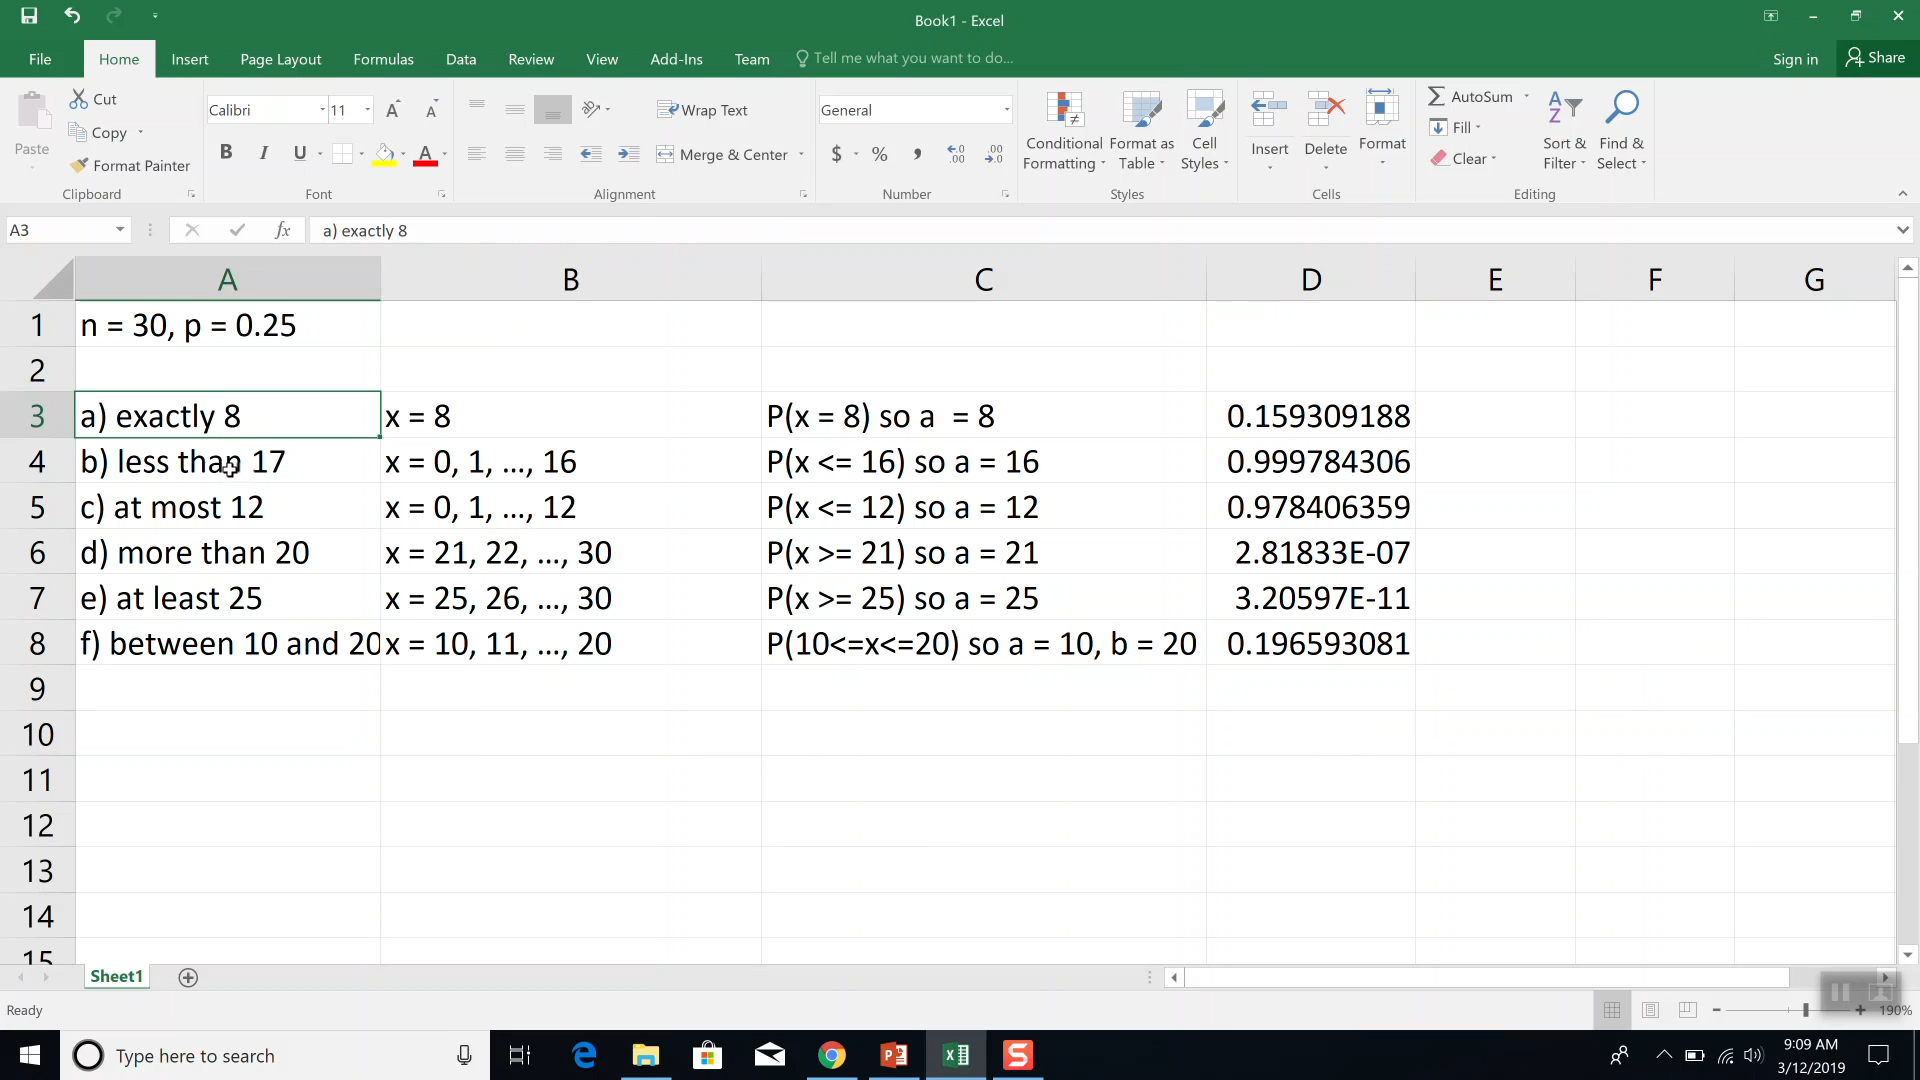 Book1 - Excel
File Home Insert Page Layout Formulas Data Review View Add-Ins Team Tell me what you want to do... Sign in Share
Paste
Cut
Copy
Format Painter
Clipboard
Calibri 11 A A
B I U A
Font
Wrap Text
Merge & Center
Alignment
General
$ % , .0 .00 .00 .0
Number
Conditional Formatting
Format as Table
Cell Styles
Styles
Insert
Delete
Format
Cells
AutoSum
Fill
Clear
Sort & Filter
Find & Select
Editing
A3 fx a) exactly 8
A B C D E F G
1 n = 30, p = 0.25
2
3 a) exactly 8 x = 8 P(x = 8) so a  = 8 0.159309188
4 b) less than 17 x = 0, 1, ..., 16 P(x <= 16) so a = 16 0.999784306
5 c) at most 12 x = 0, 1, ..., 12 P(x <= 12) so a = 12 0.978406359
6 d) more than 20 x = 21, 22, ..., 30 P(x >= 21) so a = 21 2.81833E-07
7 e) at least 25 x = 25, 26, ..., 30 P(x >= 25) so a = 25 3.20597E-11
8 f) between 10 and 20 x = 10, 11, ..., 20 P(10<=x<=20) so a = 10, b = 20 0.196593081
9
10
11
12
13
14
15
Sheet1
Ready 190%
Type here to search
9:09 AM
3/12/2019